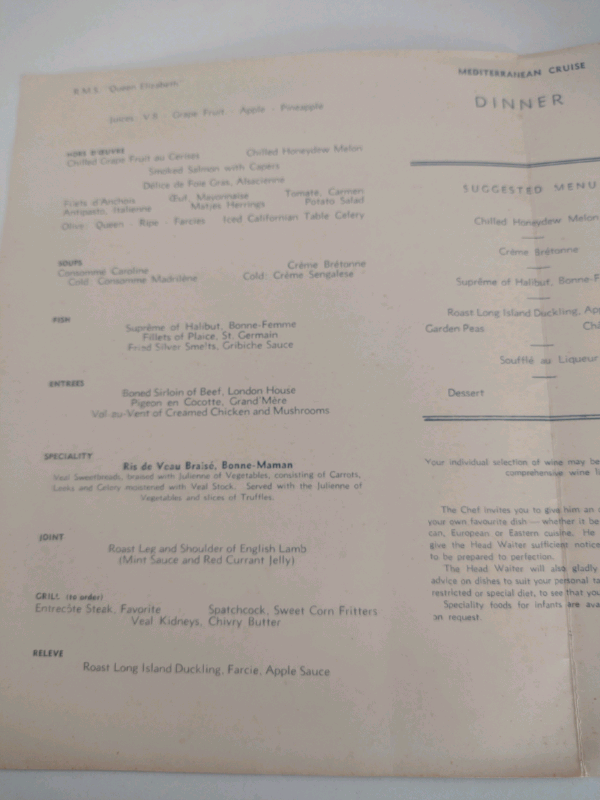 R.M.S. "Queen Elizabeth"
Juices: V-8 - Grape Fruit - Apple - Pineapple
HORS D'ŒUVRE
Chilled Grape Fruit au Cerises    Chilled Honeydew Melon
Smoked Salmon with Capers
Délice de Foie Gras, Alsacienne
Filets d'Anchois    Œuf, Mayonnaise    Tomate, Carmen
Antipasto, Italienne    Matjes Herrings    Potato Salad
Olive: Queen - Ripe - Farcies    Iced Californian Table Celery
SOUPS
Consommé Caroline    Crème Brétonne
Cold: Consommé Madrilène    Cold: Crème Sengalese
FISH
Suprême of Halibut, Bonne-Femme
Fillets of Plaice, St. Germain
Fried Silver Smelts, Gribiche Sauce
ENTREES
Boned Sirloin of Beef, London House
Pigeon en Cocotte, Grand'Mère
Vol-au-Vent of Creamed Chicken and Mushrooms
SPECIALITY
Ris de Veau Braisé, Bonne-Maman
Veal Sweetbreads, braised with Julienne of Vegetables, consisting of Carrots,
Leeks and Celery moistened with Veal Stock. Served with the Julienne of
Vegetables and slices of Truffles.
JOINT
Roast Leg and Shoulder of English Lamb
(Mint Sauce and Red Currant Jelly)
GRILL (to order)
Entrecôte Steak, Favorite    Spatchcock, Sweet Corn Fritters
Veal Kidneys, Chivry Butter
RELEVE
Roast Long Island Duckling, Farcie, Apple Sauce
MEDITERRANEAN CRUISE
DINNER
SUGGESTED MENU
Chilled Honeydew Melon
Crème Brétonne
Suprême of Halibut, Bonne-F
Roast Long Island Duckling, Ap
Garden Peas    Châ
Soufflé au Liqueur
Dessert
Your individual selection of wine may be
comprehensive wine li
The Chef invites you to give him an
your own favourite dish — whether it be
can, European or Eastern cuisine. He
give the Head Waiter sufficient notice
to be prepared to perfection.
The Head Waiter will also gladly
advice on dishes to suit your personal ta
restricted or special diet, to see that you
Speciality foods for infants are ava
on request.